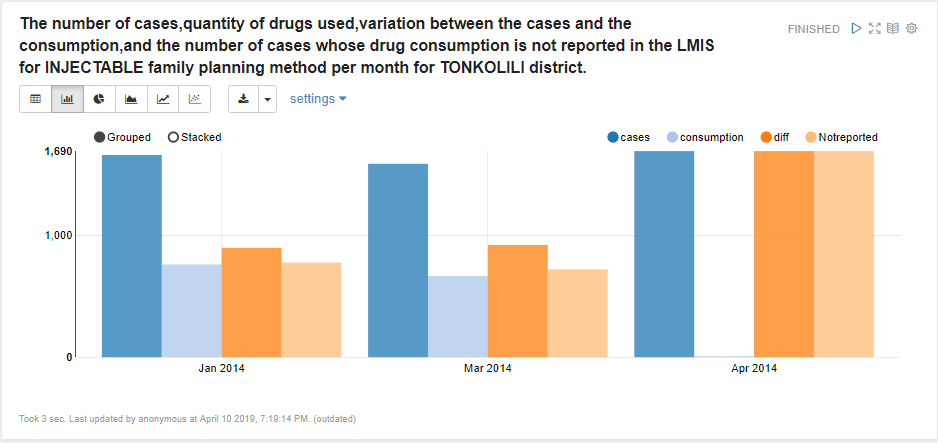 The number of cases,quantity of drugs used,variation between the cases and the
consumption,and the number of cases whose drug consumption is not reported in the LMIS
for INJECTABLE family planning method per month for TONKOLILI district.
FINISHED
settings
Grouped Stacked
cases consumption diff Notreported
1,690
1,000
0
Jan 2014 Mar 2014 Apr 2014
Took 3 sec. Last updated by anonymous at April 10 2019, 7:19:14 PM. (outdated)